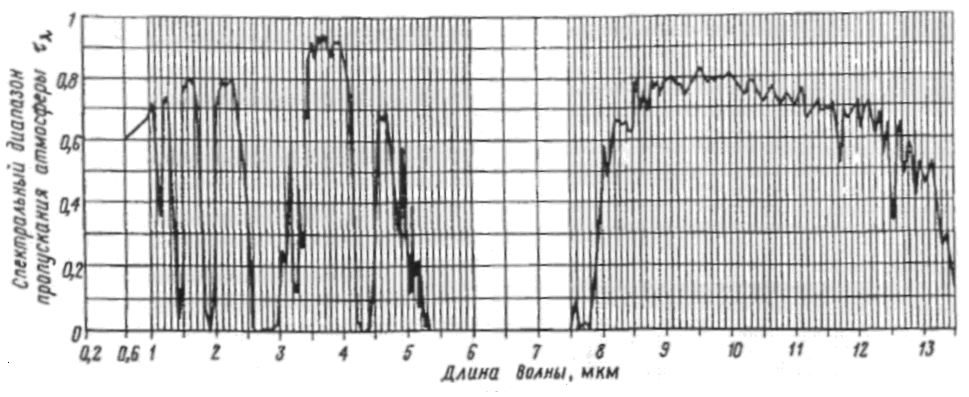 Спектральный диапазон
пропускания атмосферы τλ
1
0,8
0,6
0,4
0,2
0
0,2 0,6 1 2 3 4 5 6 7 8 9 10 11 12 13
Длина волны, мкм